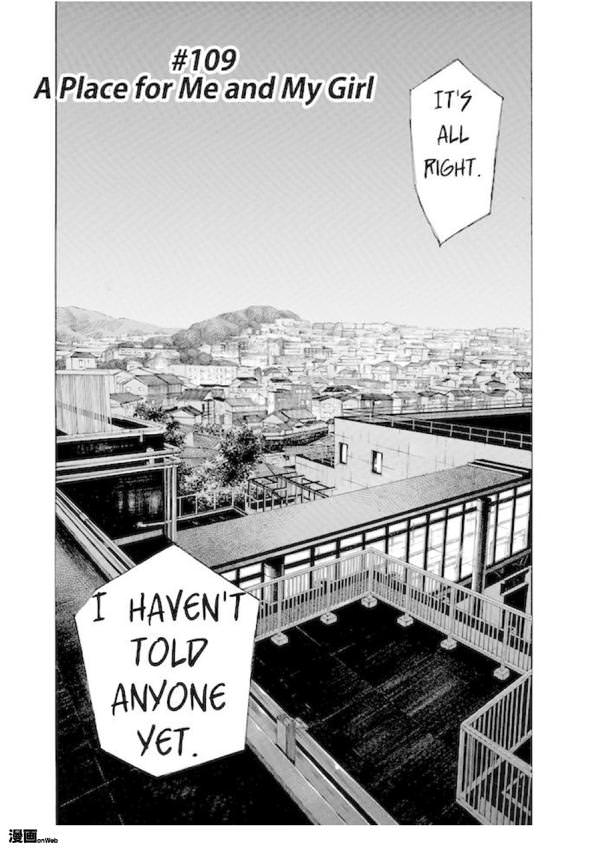 #109
A Place for Me and My Girl
IT'S
ALL
RIGHT.
I HAVEN'T
TOLD
ANYONE
YET.
漫画onWeb